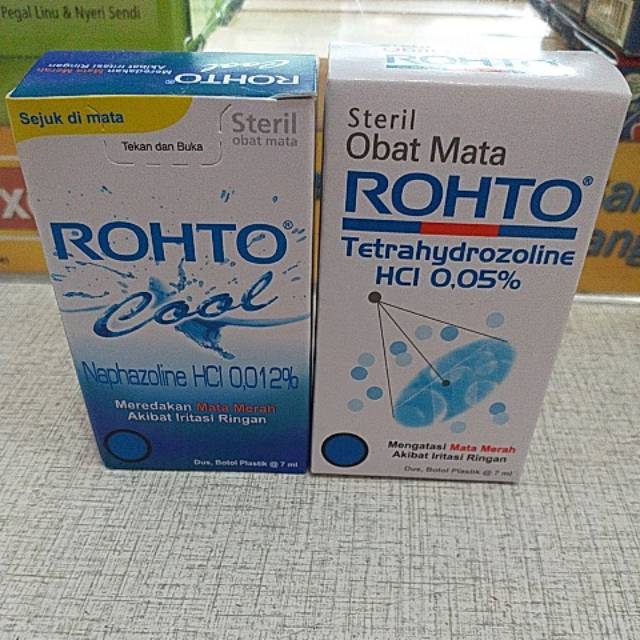 Pegal Linu & Nyeri Sendi
ROHTO®
Cool
Meredakan Mata Merah
Akibat Iritasi Ringan
Sejuk di mata
Tekan dan Buka
Steril
obat mata
ROHTO®
Cool
Naphazoline HCl 0,012%
Meredakan Mata Merah
Akibat Iritasi Ringan
Dus, Botol Plastik @ 7 ml
Steril
Obat Mata
ROHTO®
Tetrahydrozoline
HCl 0,05%
Mengatasi Mata Merah
Akibat Iritasi Ringan
Dus, Botol Plastik @ 7 ml